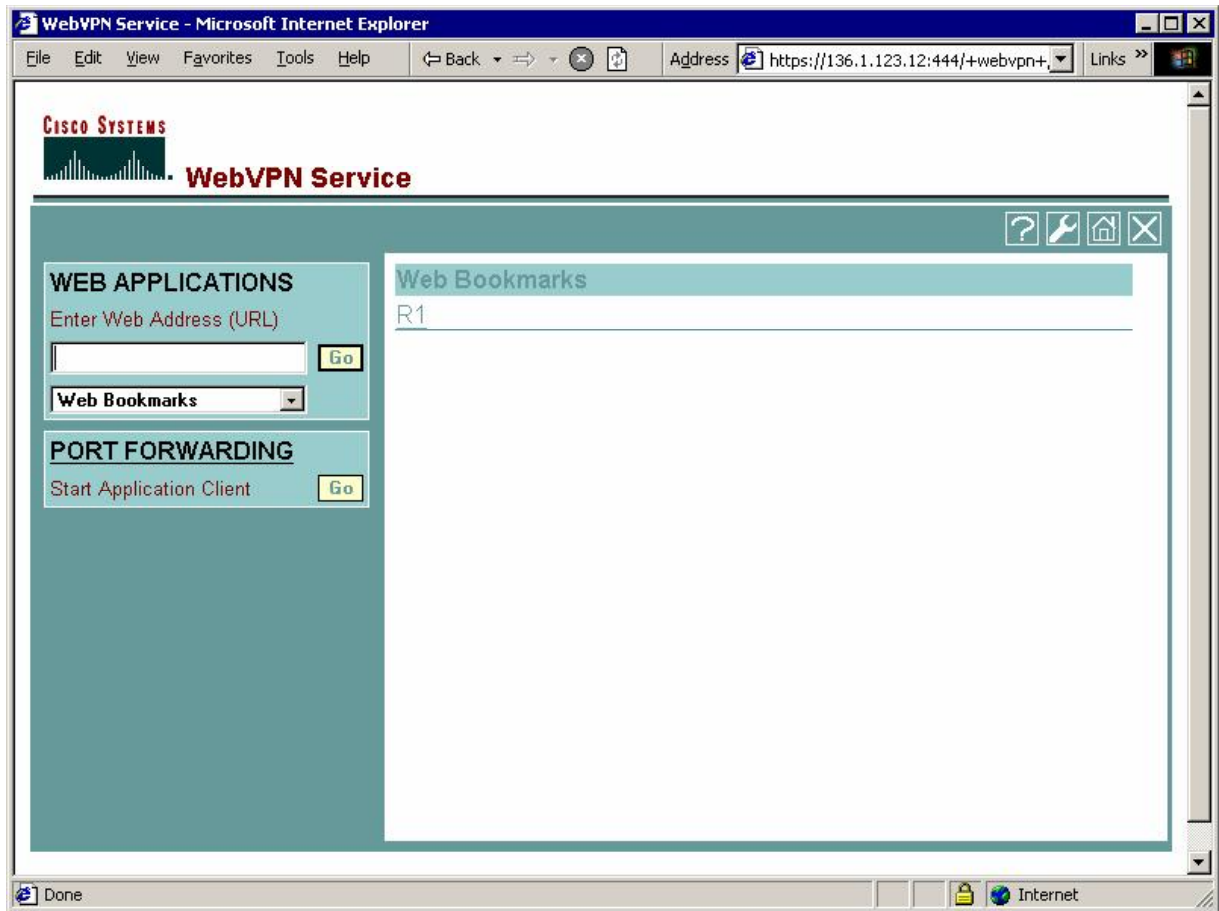 WebVPN Service - Microsoft Internet Explorer
File Edit View Favorites Tools Help Back Address https://136.1.123.12:444/+webvpn+ Links »
CISCO SYSTEMS
WebVPN Service
WEB APPLICATIONS
Enter Web Address (URL)
Go
Web Bookmarks
PORT FORWARDING
Start Application Client Go
Web Bookmarks
R1
Done Internet